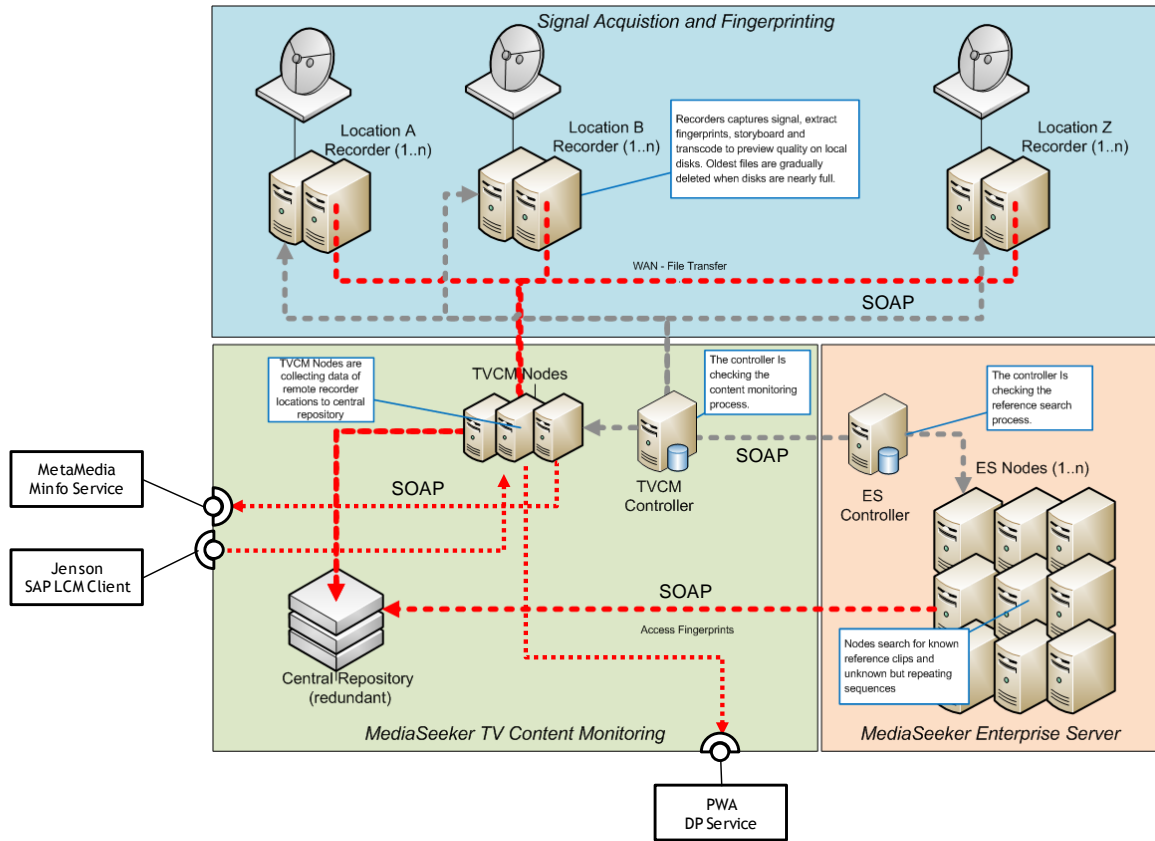 Signal Acquistion and Fingerprinting
Location A
Recorder (1..n)
Location B
Recorder (1..n)
Recorders captures signal, extract
fingerprints, storyboard and
transcode to preview quality on local
disks. Oldest files are gradually
deleted when disks are nearly full.
Location Z
Recorder (1..n)
WAN - File Transfer
SOAP
TVCM Nodes are
collecting data of
remote recorder
locations to central
repository
TVCM Nodes
The controller Is
checking the
content monitoring
process.
The controller Is
checking the
reference search
process.
SOAP
TVCM
Controller
ES
Controller
ES Nodes (1..n)
MetaMedia
Minfo Service
SOAP
Jenson
SAP LCM Client
SOAP
Access Fingerprints
Central Repository
(redundant)
Nodes search for known
reference clips and
unknown but repeating
sequences
MediaSeeker TV Content Monitoring
MediaSeeker Enterprise Server
PWA
DP Service